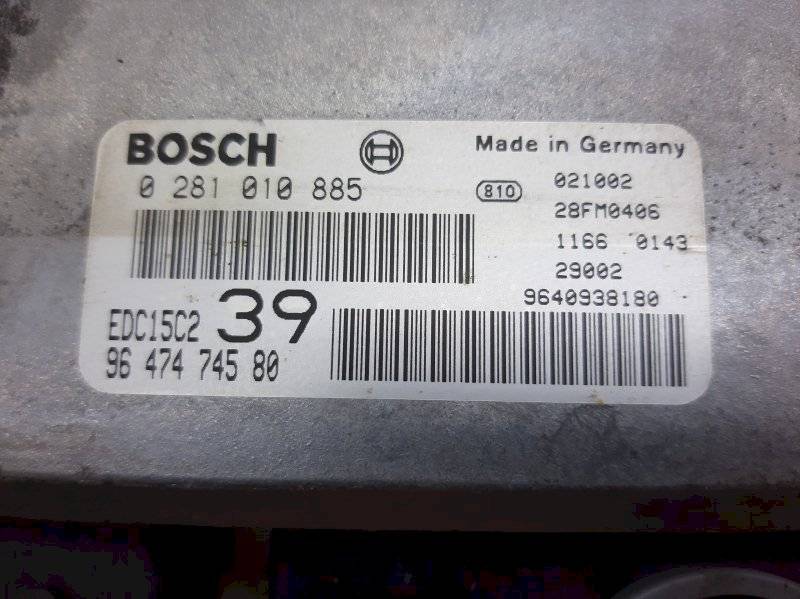 BOSCH
Made in Germany
0 281 010 885
810
021002
28FM0406
1166 0143
29002
9640938180
EDC15C2 39
96 474 745 80